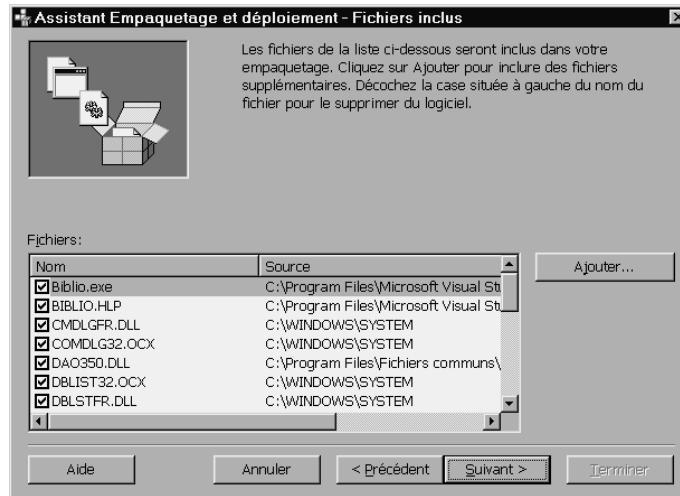 Assistant Empaquetage et déploiement - Fichiers inclus
Les fichiers de la liste ci-dessous seront inclus dans votre
empaquetage. Cliquez sur Ajouter pour inclure des fichiers
supplémentaires. Décochez la case située à gauche du nom du
fichier pour le supprimer du logiciel.
Fichiers:
Nom Source
Biblio.exe C:\Program Files\Microsoft Visual Stu
BIBLIO.HLP C:\Program Files\Microsoft Visual Stu
CMDLGFR.DLL C:\WINDOWS\SYSTEM
COMDLG32.OCX C:\WINDOWS\SYSTEM
DAO350.DLL C:\Program Files\Fichiers communs\
DBLIST32.OCX C:\WINDOWS\SYSTEM
DBLSTFR.DLL C:\WINDOWS\SYSTEM
Ajouter...
Aide Annuler < Précédent Suivant > Terminer